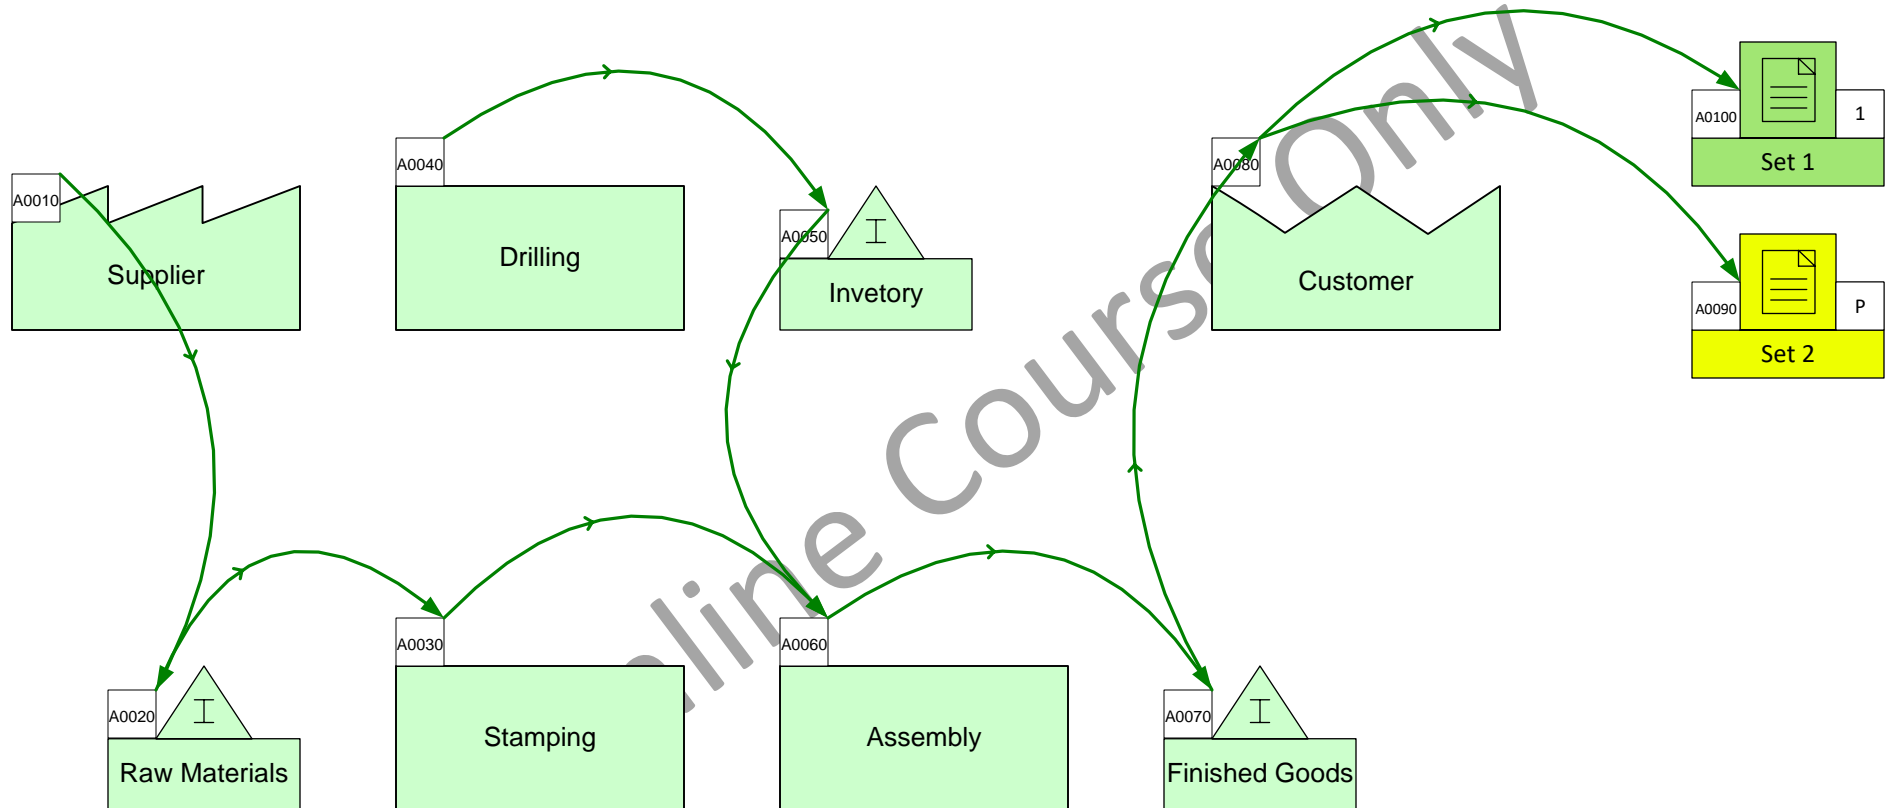 A0010
Supplier
A0040
Drilling
A0050
I
Invetory
A0080
Customer
A0100
1
Set 1
A0090
P
Set 2
A0020
I
Raw Materials
A0030
Stamping
A0060
Assembly
A0070
I
Finished Goods
Online Course Only